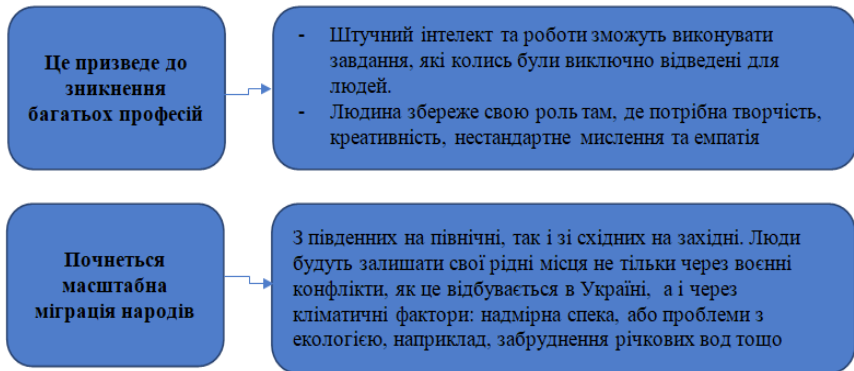 Це призведе до
зникнення
багатьох професій
- Штучний інтелект та роботи зможуть виконувати
завдання, які колись були виключно відведені для
людей.
- Людина збереже свою роль там, де потрібна творчість,
креативність, нестандартне мислення та емпатія
Почнеться
масштабна
міграція народів
З південних на північні, так і зі східних на західні. Люди
будуть залишати свої рідні місця не тільки через воєнні
конфлікти, як це відбувається в Україні, а і через
кліматичні фактори: надмірна спека, або проблеми з
екологією, наприклад, забруднення річкових вод тощо